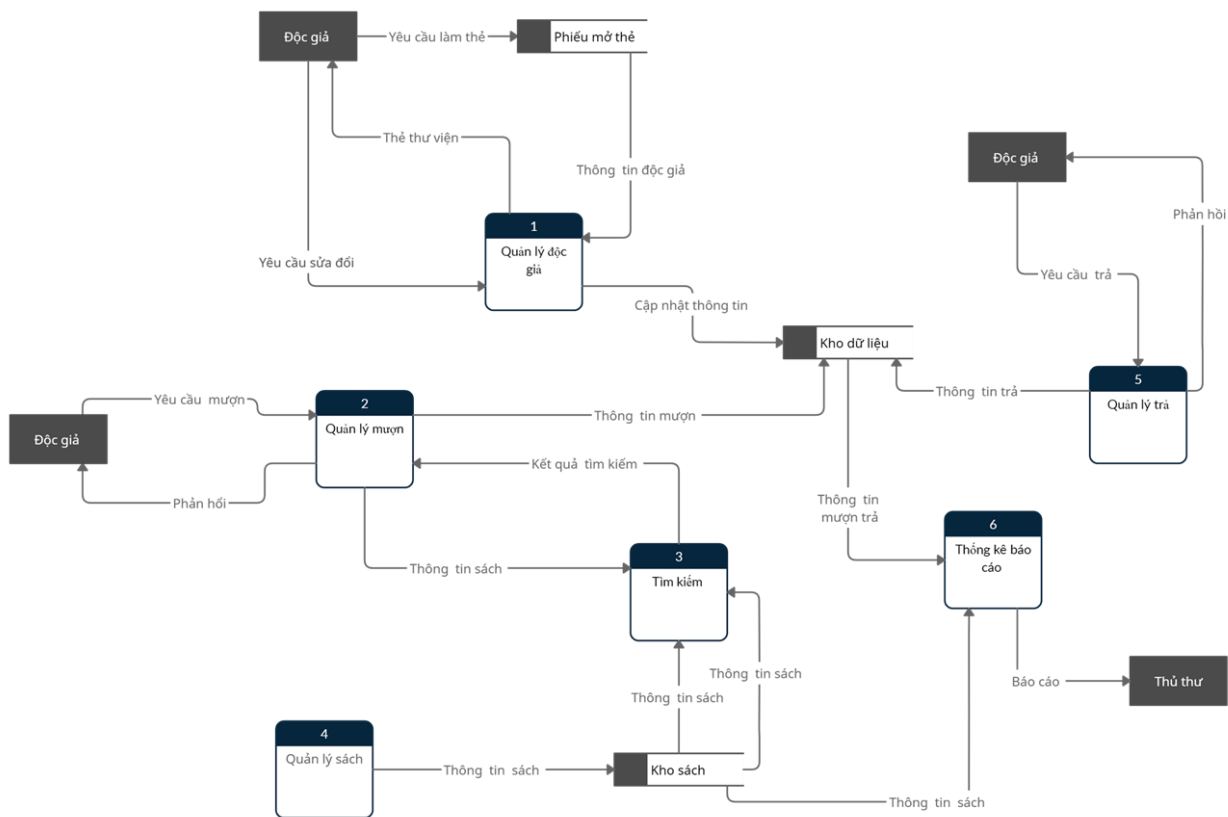 Độc giả
Yêu cầu làm thẻ
Phiếu mở thẻ
Thẻ thư viện
Độc giả
Thông tin độc giả
Phản hồi
1
Quản lý độc
giả
Yêu cầu sửa đổi
Yêu cầu trả
Cập nhật thông tin
Kho dữ liệu
5
Quản lý trả
Thông tin trả
Yêu cầu mượn
2
Quản lý mượn
Thông tin mượn
Độc giả
Kết quả tìm kiếm
Phản hổi
Thông tin
mượn trả
6
Thống kê báo
cáo
3
Tìm kiếm
Thông tin sách
Thông tin sách
Thông tin sách
Báo cáo
Thủ thư
4
Quản lý sách
Thông tin sách
Kho sách
Thông tin sách